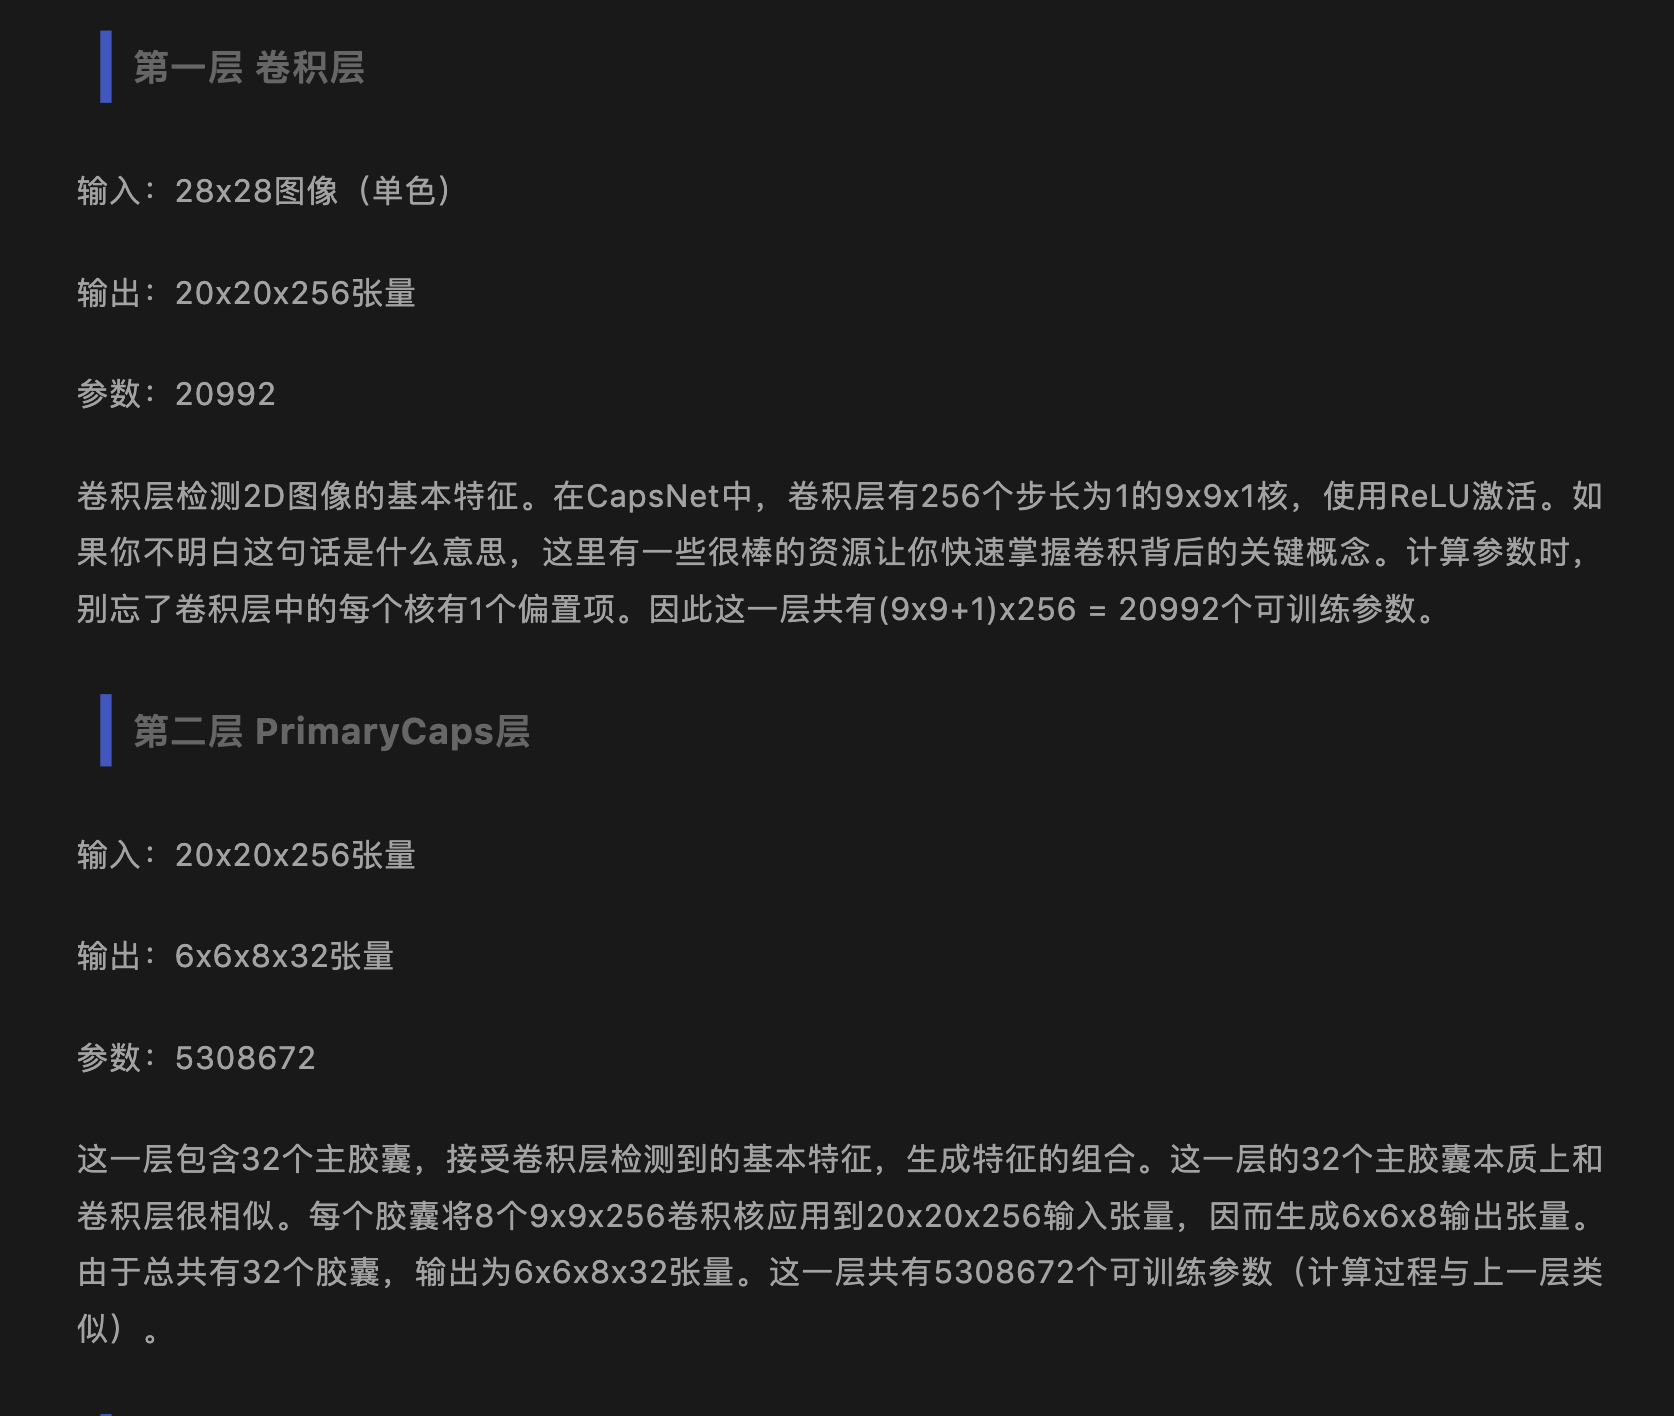 第一层 卷积层
输入：28x28图像（单色）
输出：20x20x256张量
参数：20992
卷积层检测2D图像的基本特征。在CapsNet中，卷积层有256个步长为1的9x9x1核，使用ReLU激活。如
果你不明白这句话是什么意思，这里有一些很棒的资源让你快速掌握卷积背后的关键概念。计算参数时，
别忘了卷积层中的每个核有1个偏置项。因此这一层共有(9x9+1)x256 = 20992个可训练参数。
第二层 PrimaryCaps层
输入：20x20x256张量
输出：6x6x8x32张量
参数：5308672
这一层包含32个主胶囊，接受卷积层检测到的基本特征，生成特征的组合。这一层的32个主胶囊本质上和
卷积层很相似。每个胶囊将8个9x9x256卷积核应用到20x20x256输入张量，因而生成6x6x8输出张量。
由于总共有32个胶囊，输出为6x6x8x32张量。这一层共有5308672个可训练参数（计算过程与上一层类
似）。